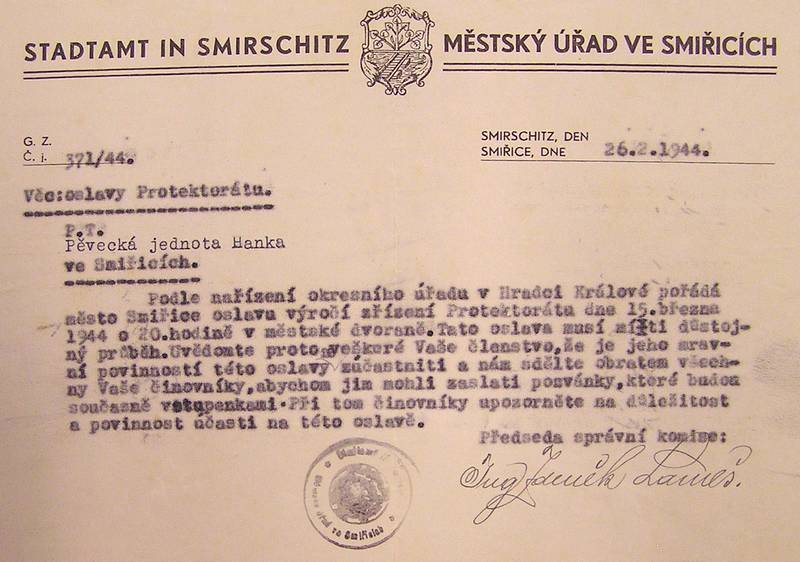 STADTAMT IN SMIRSCHITZ MĚSTSKÝ ÚŘAD VE SMIŘICÍCH
G. Z.
Č. j. 371/44.
SMIRSCHITZ, DEN
SMIŘICE, DNE 26.2.1944.
Věc:oslavy Protektorátu.
P.T.
Pěvecká jednota Hanka
ve Smiřicích.
Podle nařízení okresního úřadu v Hradci Králové pořádá
město Smiřice oslavu výročí zřízení Protektorátu dne 15.března
1944 o 20.hodině v městské dvoraně.Tato oslava musí míti důstoj-
ný průběh.Uvědomte proto veškeré Vaše členstvo,že je jeho mrav-
ní povinností této oslavy zúčastniti a nám sdělte obratem všech-
ny Vaše činovníky,abychom jim mohli zaslati pozvánky,které budou
současně vstupenkami.Při tom činovníky upozorněte na důležitost
a povinnost účasti na této oslavě.
Předseda správní komise:
Ing Zdeněk
ve Smiřicích